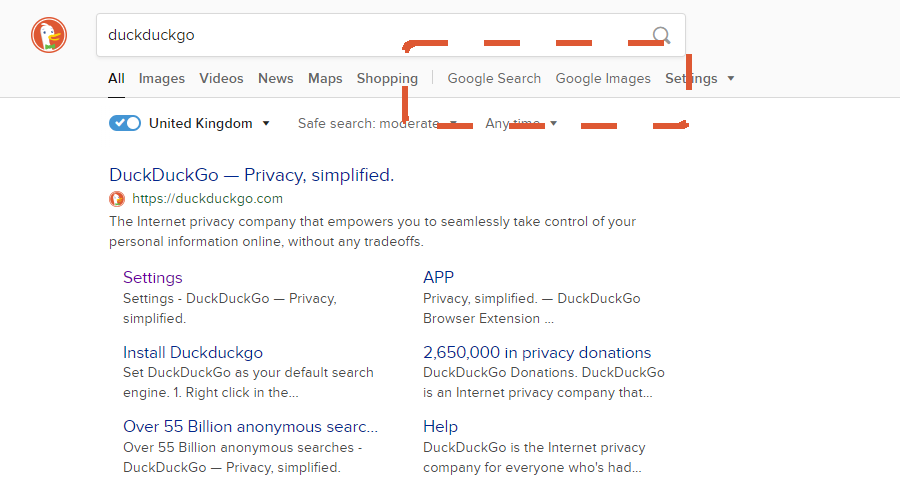 duckduckgo
All Images Videos News Maps Shopping Google Search Google Images Settings
United Kingdom Safe search: moderate Any time
DuckDuckGo — Privacy, simplified.
https://duckduckgo.com
The Internet privacy company that empowers you to seamlessly take control of your
personal information online, without any tradeoffs.
Settings
Settings - DuckDuckGo — Privacy,
simplified.
APP
Privacy, simplified. — DuckDuckGo
Browser Extension ...
Install Duckduckgo
Set DuckDuckGo as your default search
engine. 1. Right click in the...
2,650,000 in privacy donations
DuckDuckGo Donations. DuckDuckGo
is an Internet privacy company that...
Over 55 Billion anonymous searc...
Over 55 Billion anonymous searches -
DuckDuckGo — Privacy, simplified.
Help
DuckDuckGo is the Internet privacy
company for everyone who's had...